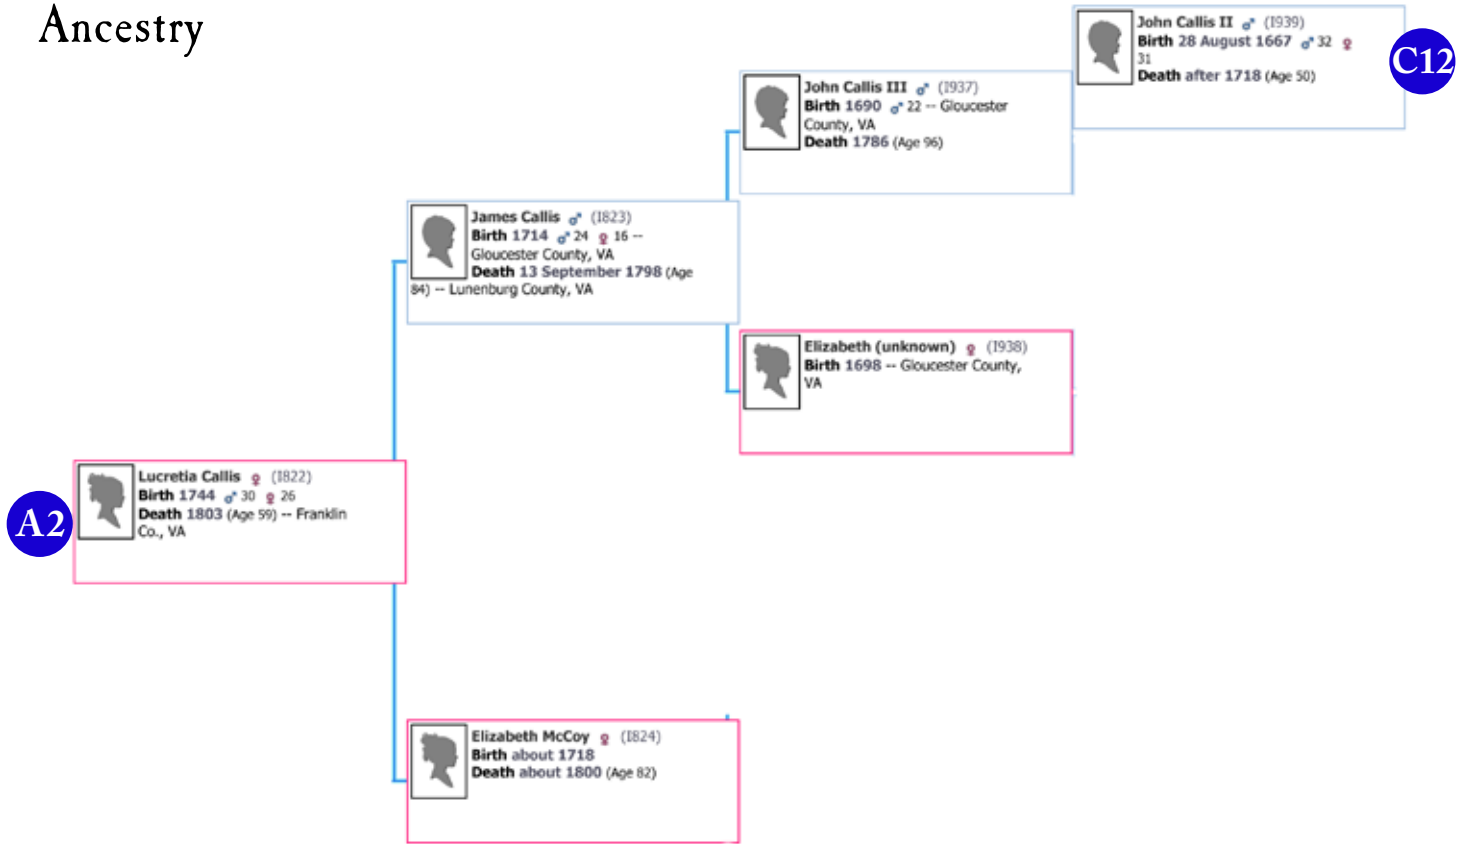 Ancestry
John Callis II ♂ (I939)
Birth 28 August 1667 ♂ 32 ♀
31
Death after 1718 (Age 50)
C12
John Callis III ♂ (I937)
Birth 1690 ♂ 22 -- Gloucester
County, VA
Death 1786 (Age 96)
James Callis ♂ (I823)
Birth 1714 ♂ 24 ♀ 16 --
Gloucester County, VA
Death 13 September 1798 (Age
84) -- Lunenburg County, VA
Elizabeth (unknown) ♀ (I938)
Birth 1698 -- Gloucester County,
VA
A2
Lucretia Callis ♀ (I822)
Birth 1744 ♂ 30 ♀ 26
Death 1803 (Age 59) -- Franklin
Co., VA
Elizabeth McCoy ♀ (I824)
Birth about 1718
Death about 1800 (Age 82)